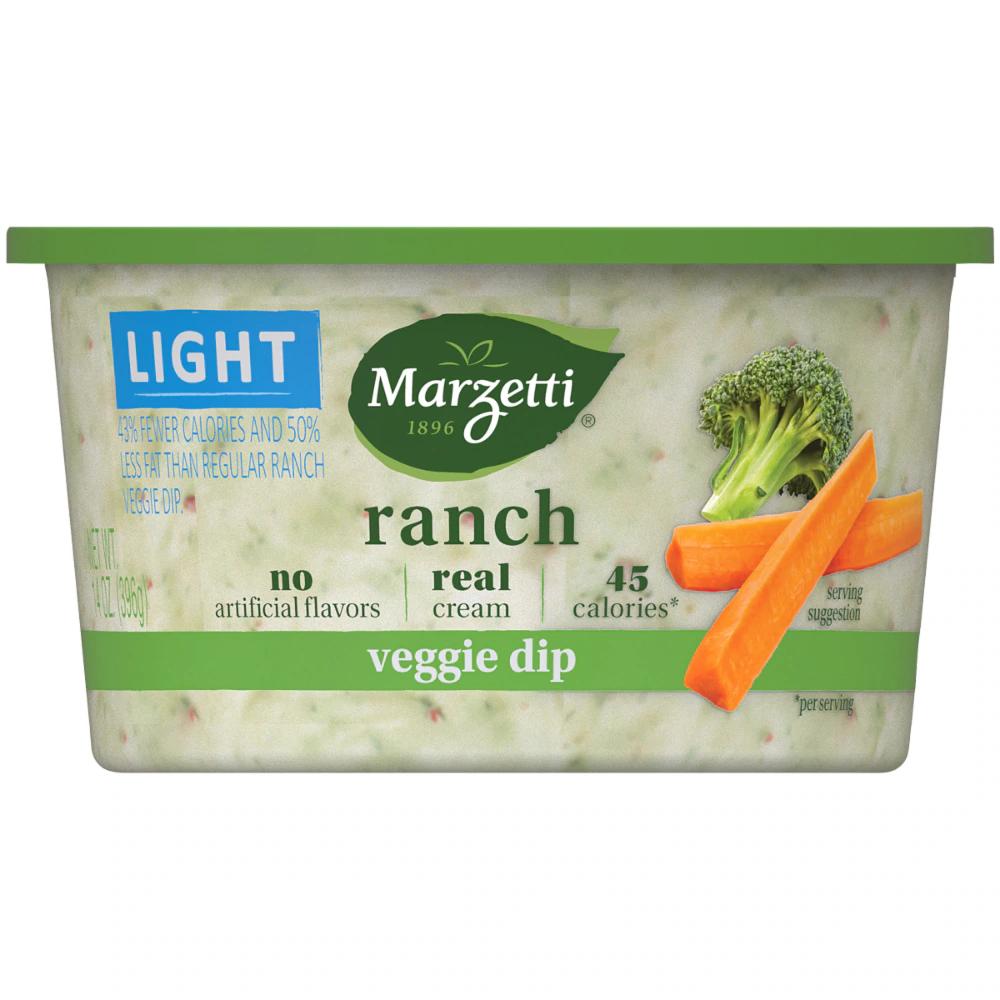 LIGHT
43% FEWER CALORIES AND 50%
LESS FAT THAN REGULAR RANCH
VEGGIE DIP.
Marzetti
1896
®
ranch
no
artificial flavors
real
cream
45
calories*
NET WT.
14 OZ. (396g)
serving
suggestion
veggie dip
*per serving